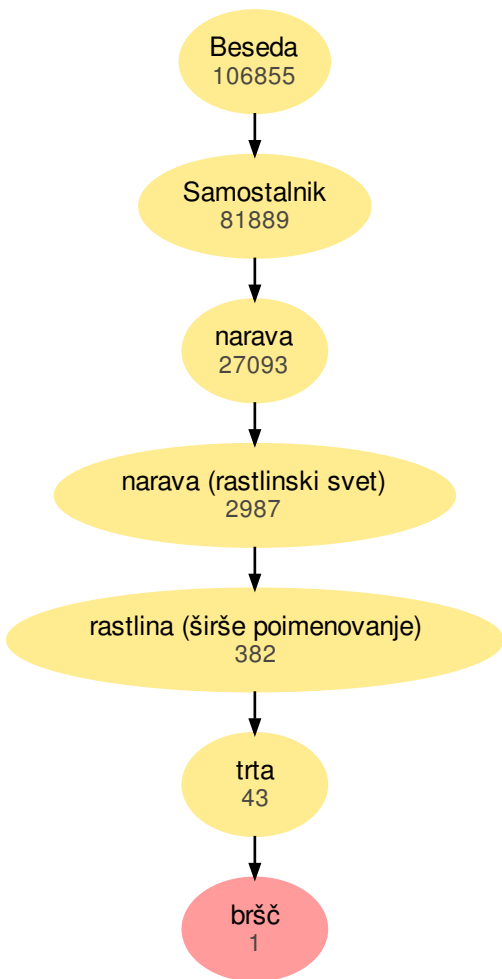 Beseda
106855
Samostalnik
81889
narava
27093
narava (rastlinski svet)
2987
rastlina (širše poimenovanje)
382
trta
43
bršč
1